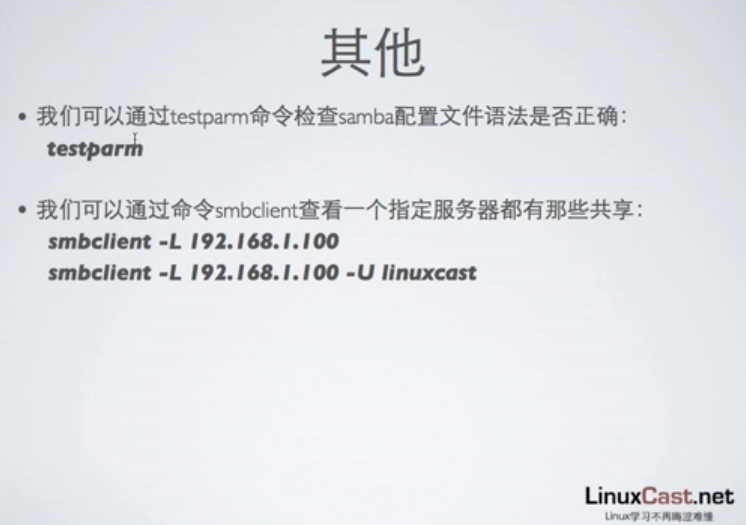 其他
• 我们可以通过testparm命令检查samba配置文件语法是否正确：
testparm
• 我们可以通过命令smbclient查看一个指定服务器都有那些共享：
smbclient -L 192.168.1.100
smbclient -L 192.168.1.100 -U linuxcast
LinuxCast.net
Linux学习不再晦涩难懂